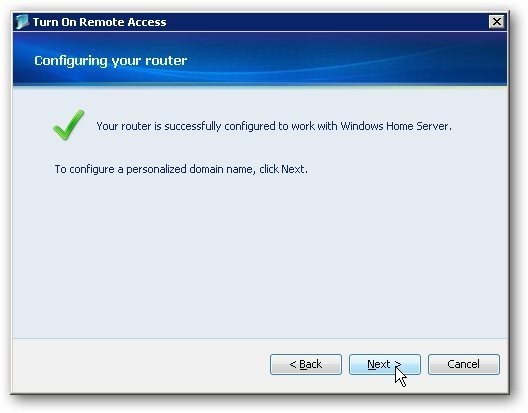 Turn On Remote Access
Configuring your router
Your router is successfully configured to work with Windows Home Server.
To configure a personalized domain name, click Next.
< Back
Next >
Cancel